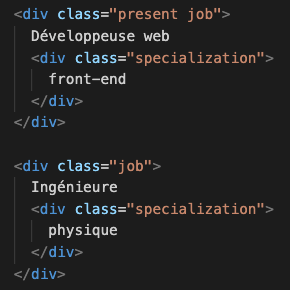 <div class="present job">
Développeuse web
<div class="specialization">
front-end
</div>
</div>
<div class="job">
Ingénieure
<div class="specialization">
physique
</div>
</div>